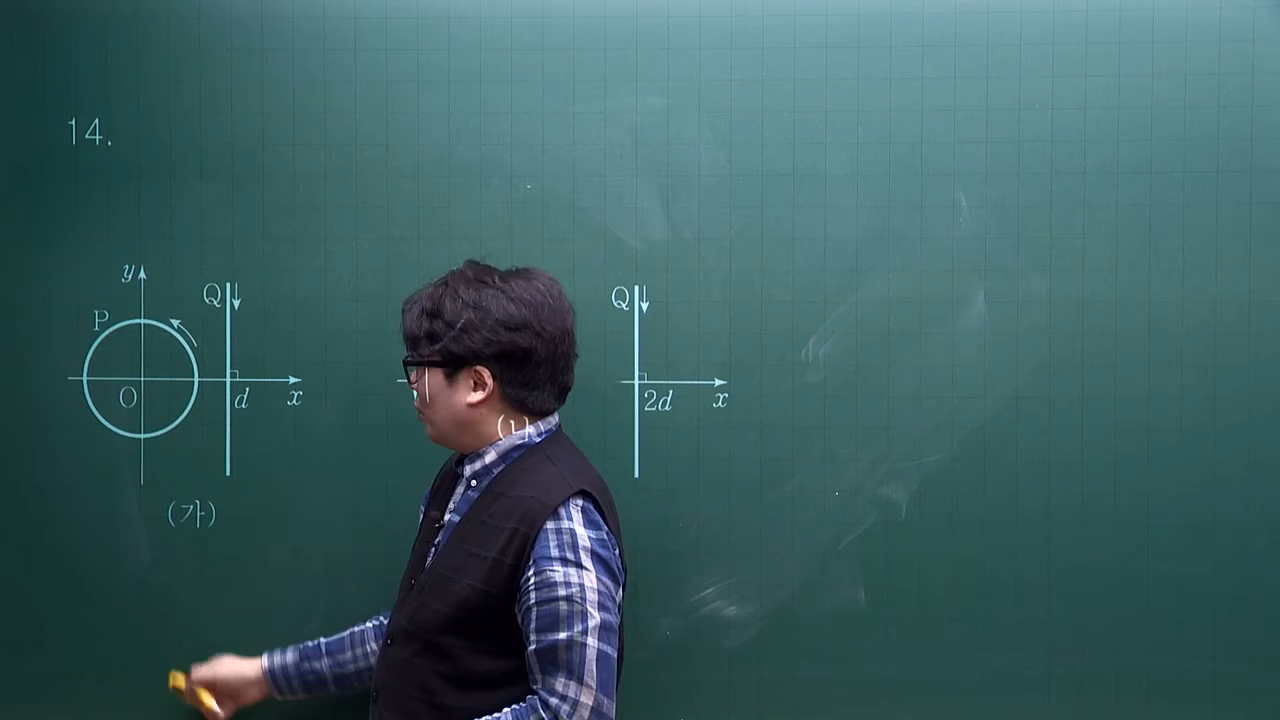 14.
y
P
O
Q
d
x
(가)
Q
2d
x